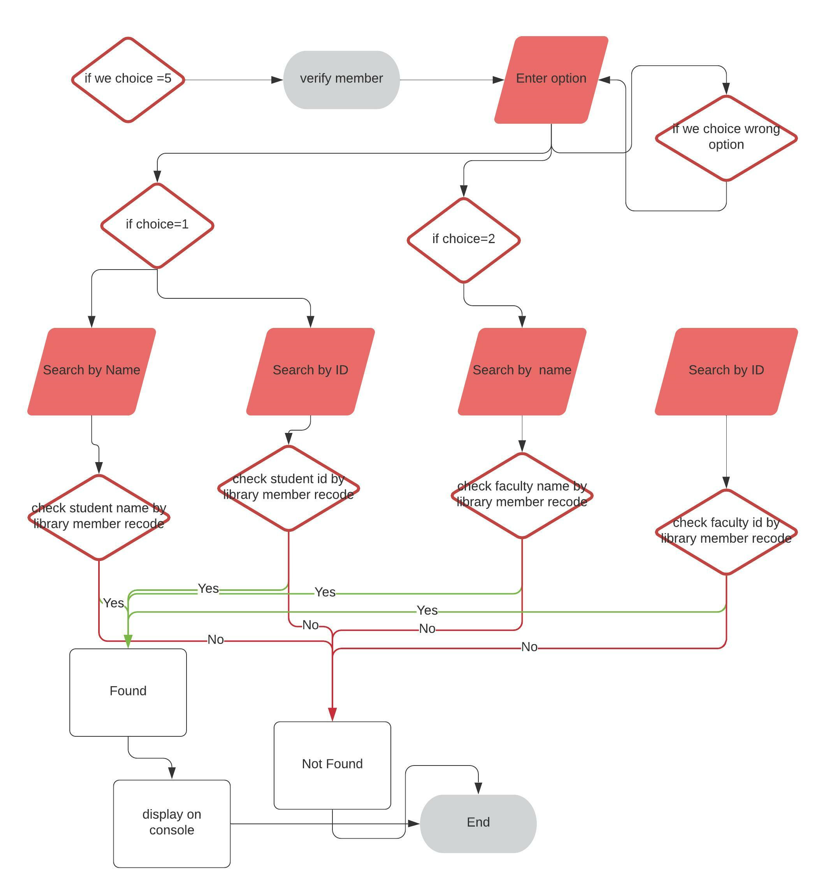 if we choice =5
verify member
Enter option
if we choice wrong
option
if choice=1
if choice=2
Search by Name
Search by ID
Search by  name
Search by ID
check student name by
library member recode
check student id by
library member recode
check faculty name by
library member recode
check faculty id by
library member recode
Yes
Yes
Yes
Yes
No
No
No
No
Found
Not Found
display on
console
End